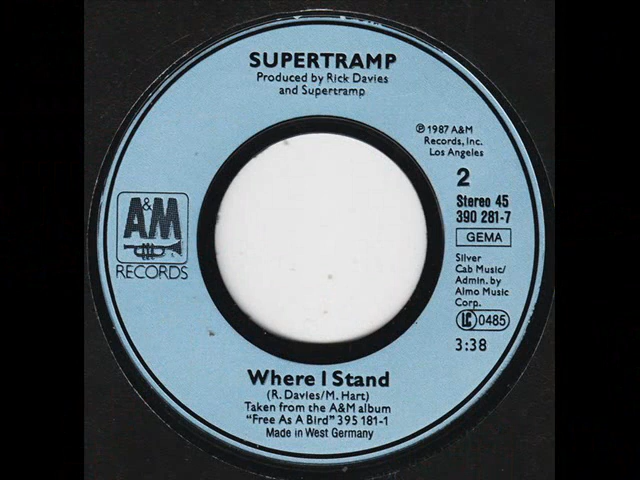 SUPERTRAMP
Produced by Rick Davies
and Supertramp
℗ 1987 A&M
Records, Inc.
Los Angeles
2
Stereo 45
390 281-7
GEMA
Silver
Cab Music/
Admin. by
Almo Music
Corp.
LC 0485
3:38
A&M
RECORDS
Where I Stand
(R. Davies/M. Hart)
Taken from the A&M album
"Free As A Bird" 395 181-1
Made in West Germany